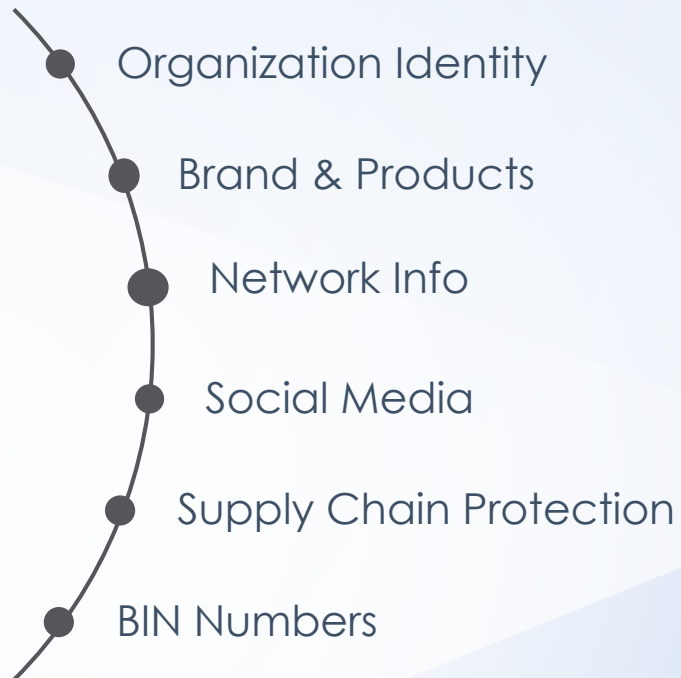 Organization Identity
Brand & Products
Network Info
Social Media
Supply Chain Protection
BIN Numbers